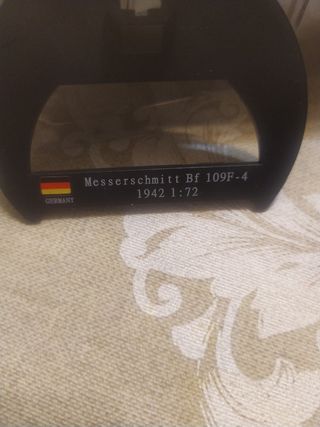 Messerschmitt Bf 109F-4
1942 1:72
GERMANY